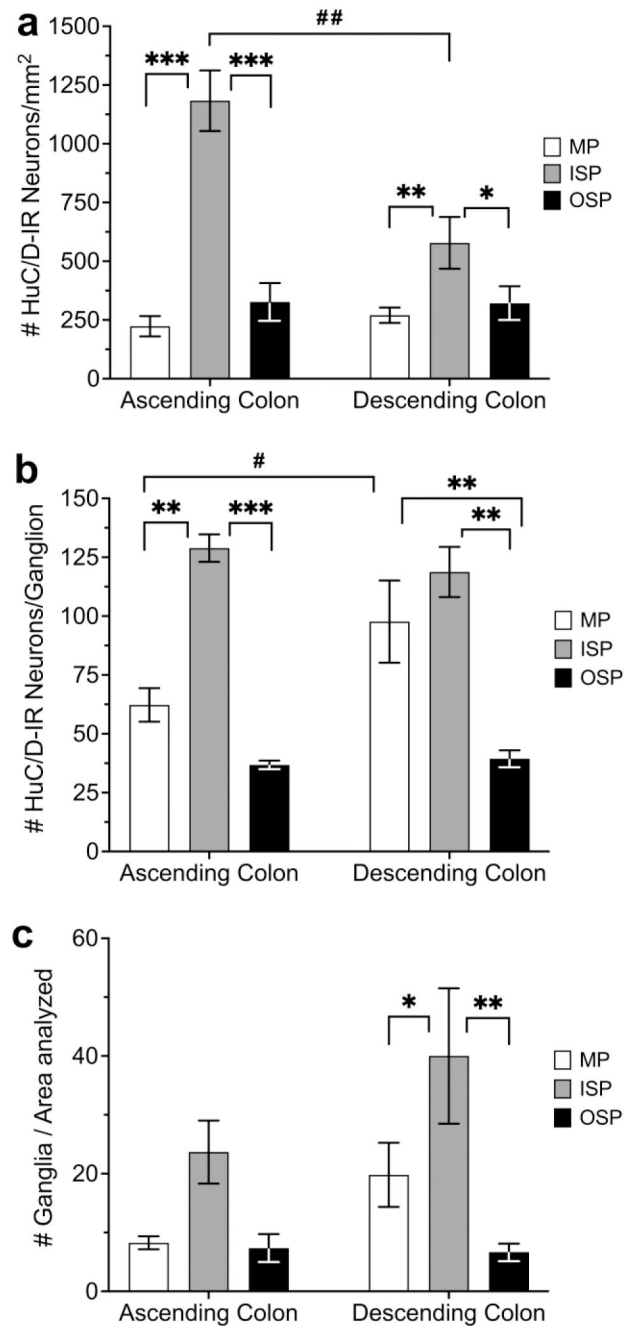 a
# HuC/D-IR Neurons/mm²
1500
1250
1000
750
500
250
0
##
*** ***
** *
MP
ISP
OSP
Ascending Colon Descending Colon
b
# HuC/D-IR Neurons/Ganglion
150
125
100
75
50
25
0
#
** ***
**
**
MP
ISP
OSP
Ascending Colon Descending Colon
c
# Ganglia / Area analyzed
60
40
20
0
* **
MP
ISP
OSP
Ascending Colon Descending Colon